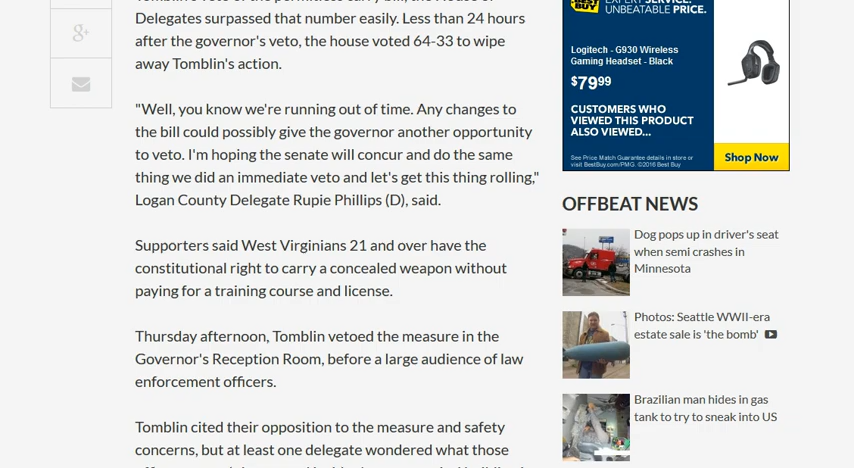 Delegates surpassed that number easily. Less than 24 hours
after the governor's veto, the house voted 64-33 to wipe
away Tomblin's action.
"Well, you know we're running out of time. Any changes to
the bill could possibly give the governor another opportunity
to veto. I'm hoping the senate will concur and do the same
thing we did an immediate veto and let's get this thing rolling,"
Logan County Delegate Rupie Phillips (D), said.
Supporters said West Virginians 21 and over have the
constitutional right to carry a concealed weapon without
paying for a training course and license.
Thursday afternoon, Tomblin vetoed the measure in the
Governor's Reception Room, before a large audience of law
enforcement officers.
Tomblin cited their opposition to the measure and safety
concerns, but at least one delegate wondered what those
g+
BUY
UNBEATABLE PRICE.
Logitech - G930 Wireless
Gaming Headset - Black
$7999
CUSTOMERS WHO
VIEWED THIS PRODUCT
ALSO VIEWED...
See Price Match Guarantee details in store or
visit BestBuy.com/PMG. ©2016 Best Buy
Shop Now
OFFBEAT NEWS
Dog pops up in driver's seat
when semi crashes in
Minnesota
Photos: Seattle WWII-era
estate sale is 'the bomb'
Brazilian man hides in gas
tank to try to sneak into US